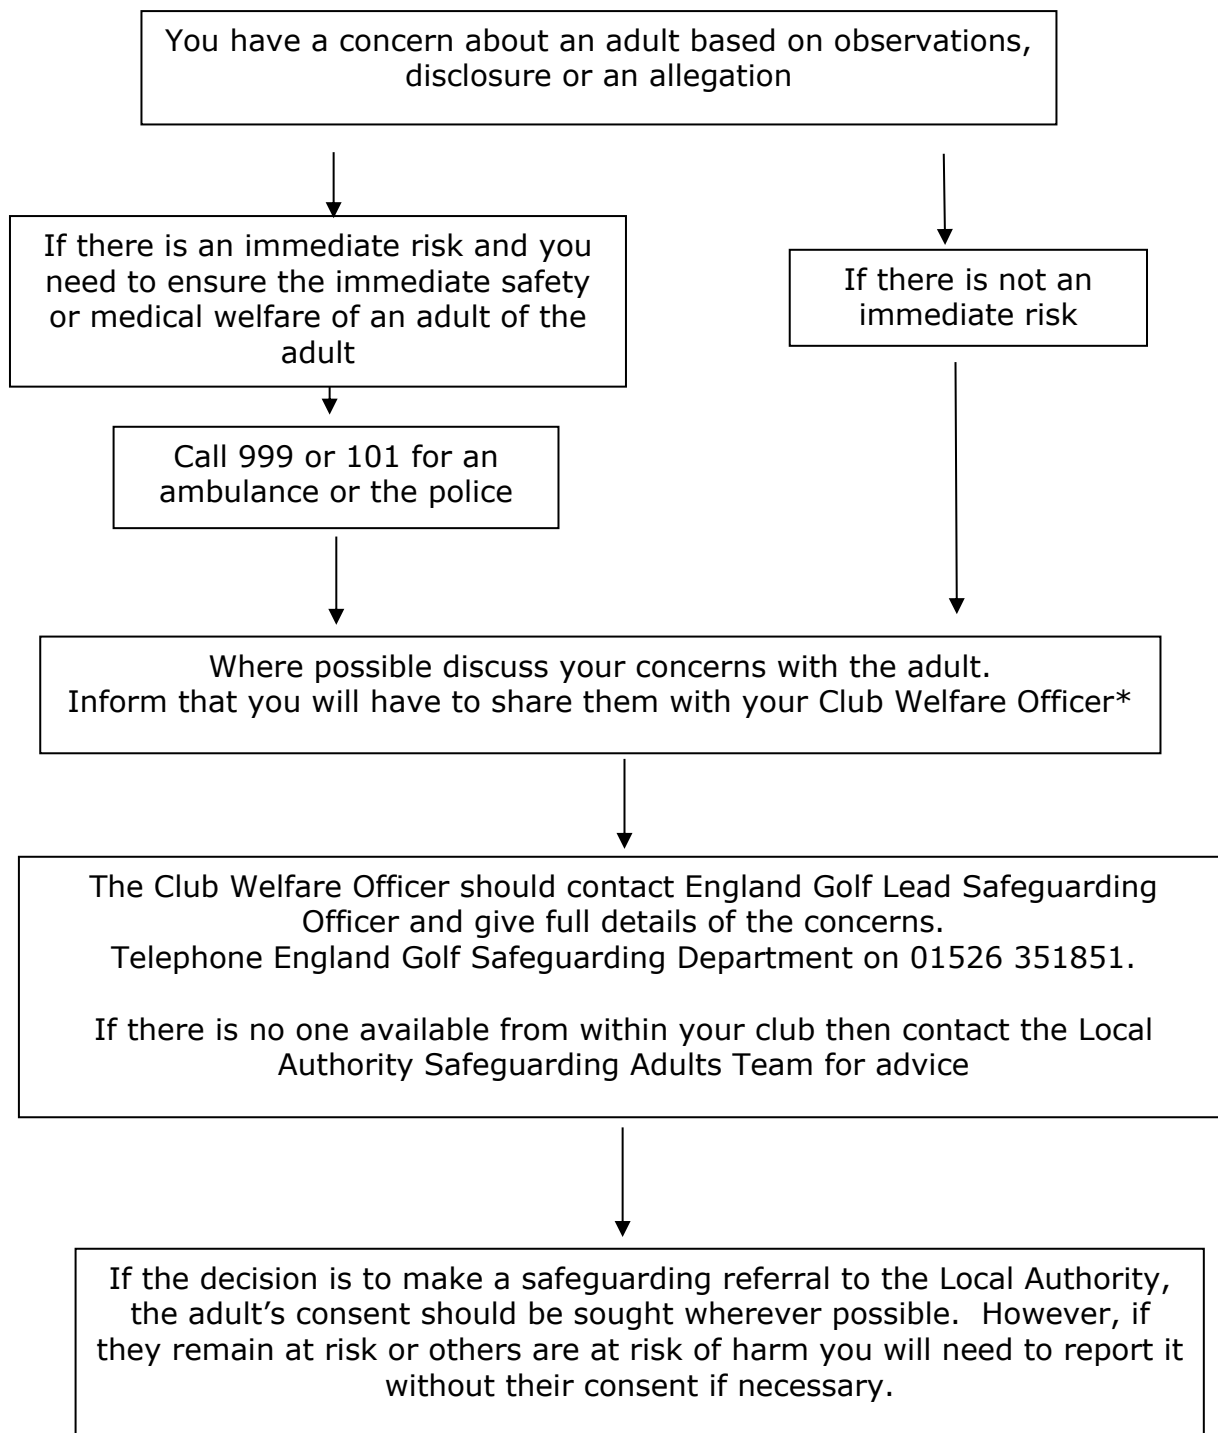 You have a concern about an adult based on observations,
disclosure or an allegation
If there is an immediate risk and you
need to ensure the immediate safety
or medical welfare of an adult of the
adult
If there is not an
immediate risk
Call 999 or 101 for an
ambulance or the police
Where possible discuss your concerns with the adult.
Inform that you will have to share them with your Club Welfare Officer*
The Club Welfare Officer should contact England Golf Lead Safeguarding
Officer and give full details of the concerns.
Telephone England Golf Safeguarding Department on 01526 351851.
If there is no one available from within your club then contact the Local
Authority Safeguarding Adults Team for advice
If the decision is to make a safeguarding referral to the Local Authority,
the adult’s consent should be sought wherever possible.  However, if
they remain at risk or others are at risk of harm you will need to report it
without their consent if necessary.